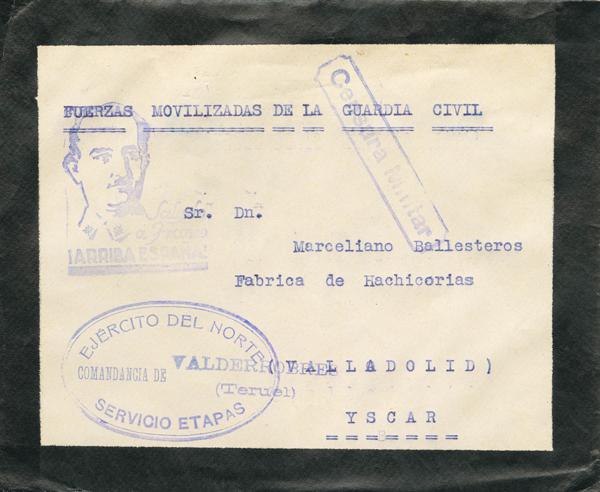 FUERZAS MOVILIZADAS DE LA GUARDIA CIVIL
Censura Militar
Saludo
a Franco
¡ARRIBA ESPAÑA!
Sr. Dn.
Marceliano Ballesteros
Fabrica de Hachicorias
EJÉRCITO DEL NORTE
COMANDANCIA DE VALDERROBRES
(Teruel)
SERVICIO ETAPAS
(VALLADOLID)
YSCAR